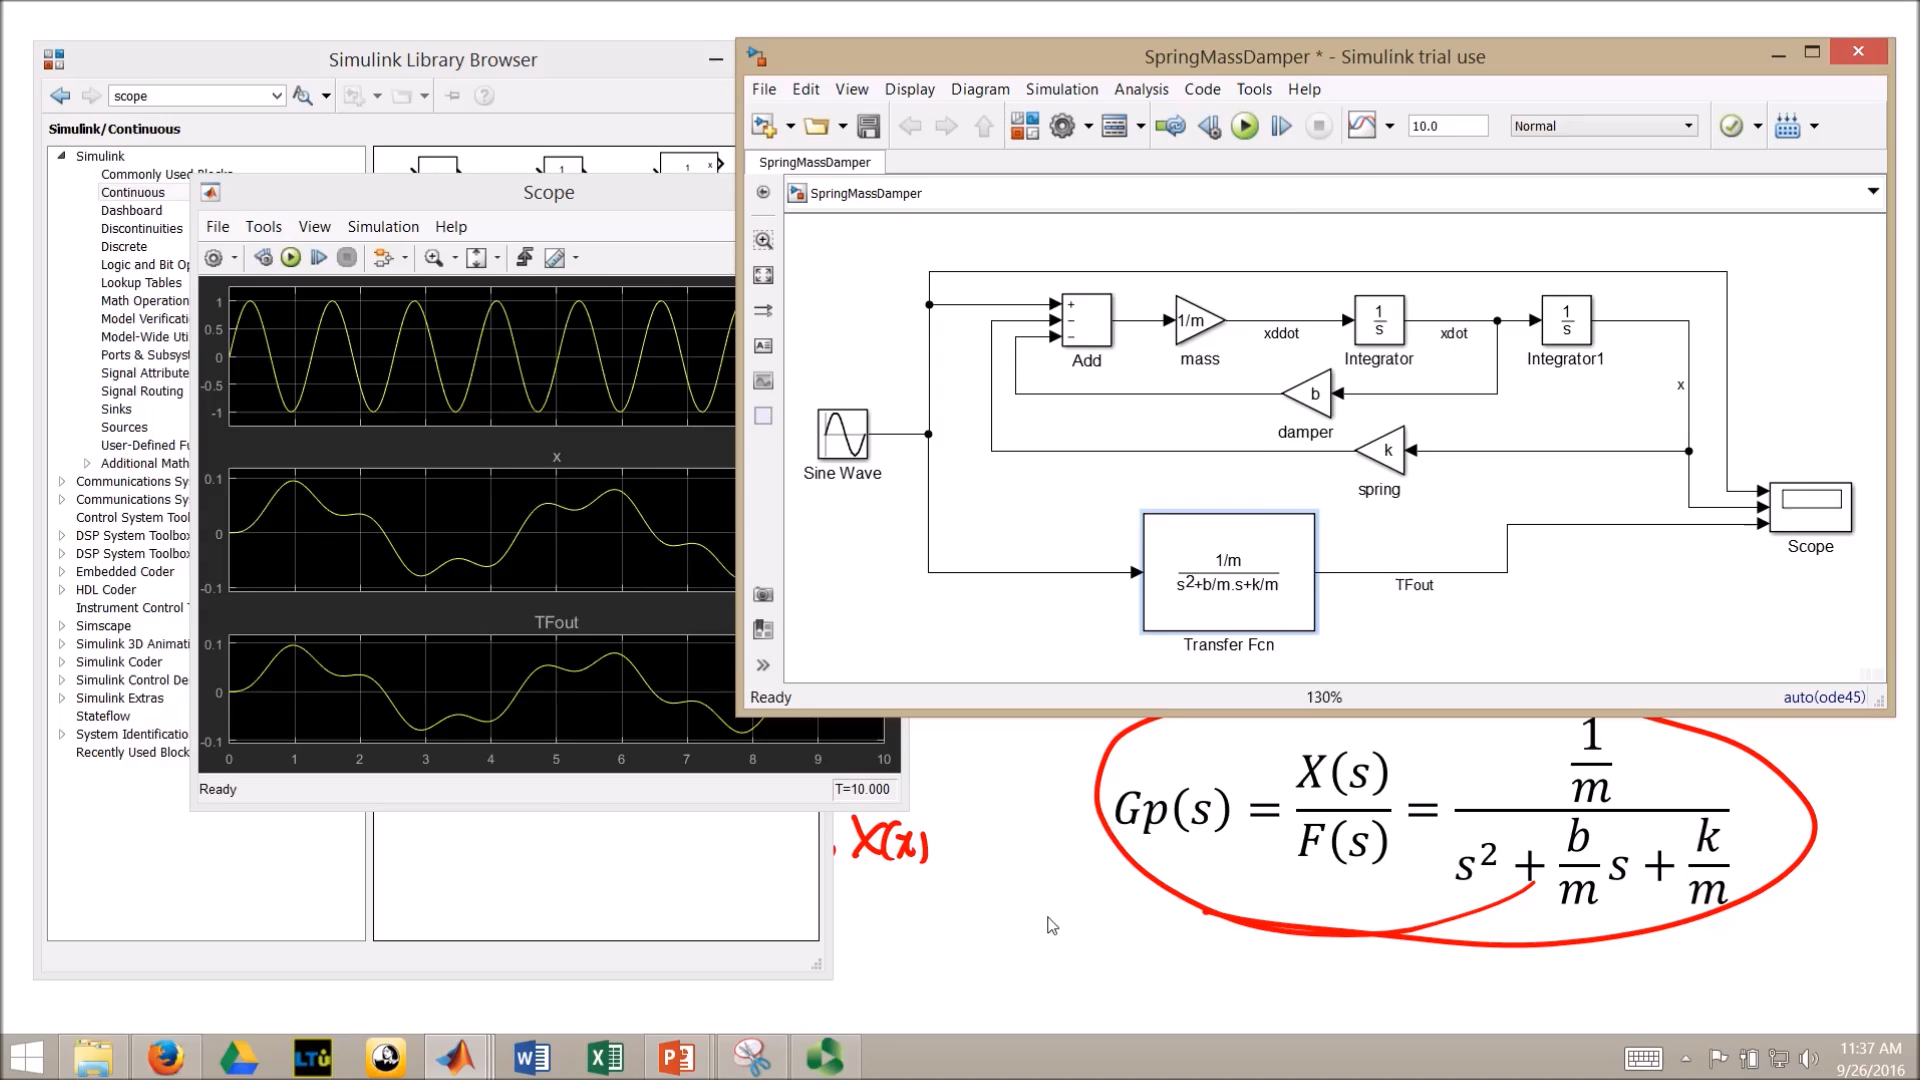 Simulink Library Browser
scope
Simulink/Continuous
Simulink
Commonly Used Blocks
Continuous
Dashboard
Discontinuities
Discrete
Logic and Bit Op
Lookup Tables
Math Operation
Model Verificati
Model-Wide Uti
Ports & Subsyst
Signal Attribute
Signal Routing
Sinks
Sources
User-Defined Fu
Additional Math
Communications Sy
Communications Sy
Control System Tool
DSP System Toolbo
DSP System Toolbo
Embedded Coder
HDL Coder
Instrument Control T
Simscape
Simulink 3D Animati
Simulink Coder
Simulink Control De
Simulink Extras
Stateflow
System Identificatio
Recently Used Block
1
1 x
Scope
File Tools View Simulation Help
1
0.5
0
-0.5
-1
x
0.1
0
-0.1
TFout
0.1
0
-0.1
0 1 2 3 4 5 6 7 8 9 10
Ready
T=10.000
SpringMassDamper * - Simulink trial use
File Edit View Display Diagram Simulation Analysis Code Tools Help
10.0
Normal
SpringMassDamper
SpringMassDamper
+
−
−
Add
1/m
mass
xddot
1
s
Integrator
xdot
1
s
Integrator1
x
b
damper
k
spring
Sine Wave
1/m
s2+b/m.s+k/m
Transfer Fcn
TFout
Scope
Ready
130%
auto(ode45)
X(x)
Gp(s) = X(s)/F(s) = (1/m)/(s² + b/m s + k/m)
LTU
11:37 AM
9/26/2016